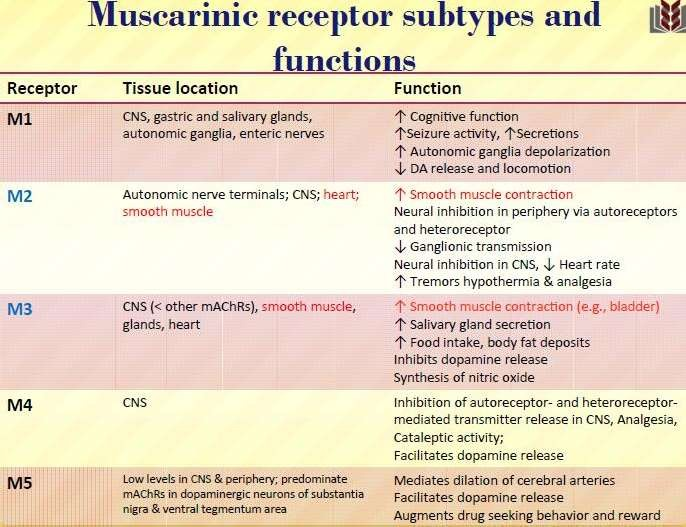 Muscarinic receptor subtypes and
functions
Receptor Tissue location Function
M1
CNS, gastric and salivary glands,
autonomic ganglia, enteric nerves
↑ Cognitive function
↑Seizure activity, ↑Secretions
↑ Autonomic ganglia depolarization
↓ DA release and locomotion
M2
Autonomic nerve terminals; CNS; heart;
smooth muscle
↑ Smooth muscle contraction
Neural inhibition in periphery via autoreceptors
and heteroreceptor
↓ Ganglionic transmission
Neural inhibition in CNS, ↓ Heart rate
↑ Tremors hypothermia & analgesia
M3
CNS (< other mAChRs), smooth muscle,
glands, heart
↑ Smooth muscle contraction (e.g., bladder)
↑ Salivary gland secretion
↑ Food intake, body fat deposits
Inhibits dopamine release
Synthesis of nitric oxide
M4
CNS
Inhibition of autoreceptor- and heteroreceptor-
mediated transmitter release in CNS, Analgesia,
Cataleptic activity;
Facilitates dopamine release
M5
Low levels in CNS & periphery; predominate
mAChRs in dopaminergic neurons of substantia
nigra & ventral tegmentum area
Mediates dilation of cerebral arteries
Facilitates dopamine release
Augments drug seeking behavior and reward